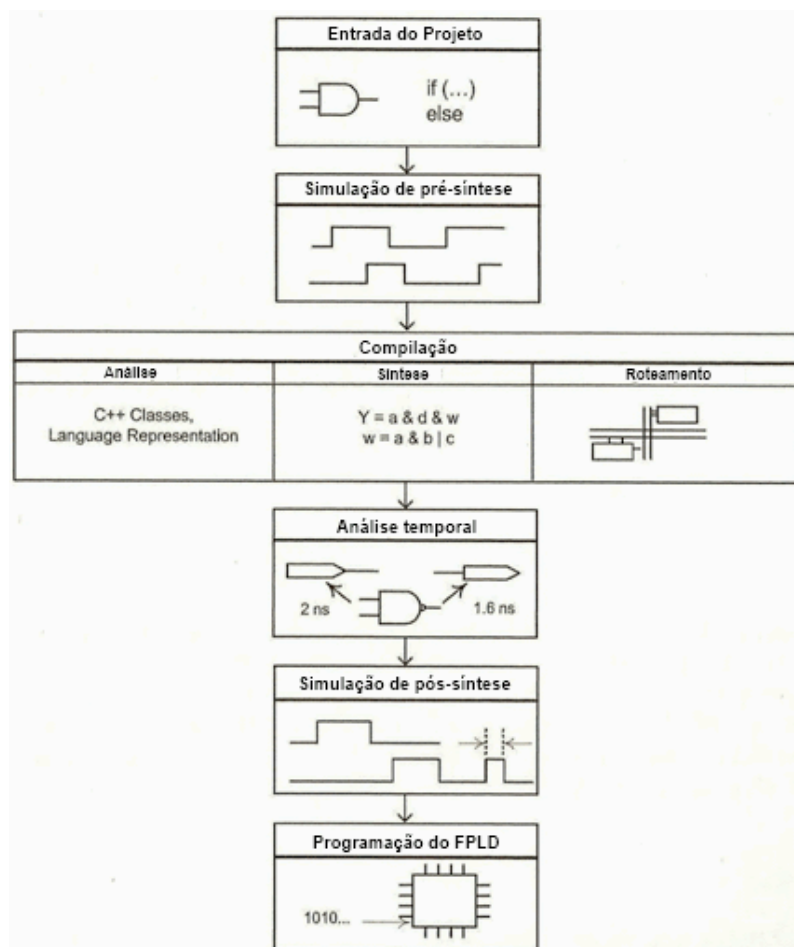 Entrada do Projeto
if (...)
else
Simulação de pré-síntese
Compilação
Análise
Síntese
Roteamento
C++ Classes,
Language Representation
Y = a & d & w
w = a & b | c
Análise temporal
2 ns
1.6 ns
Simulação de pós-síntese
Programação do FPLD
1010...